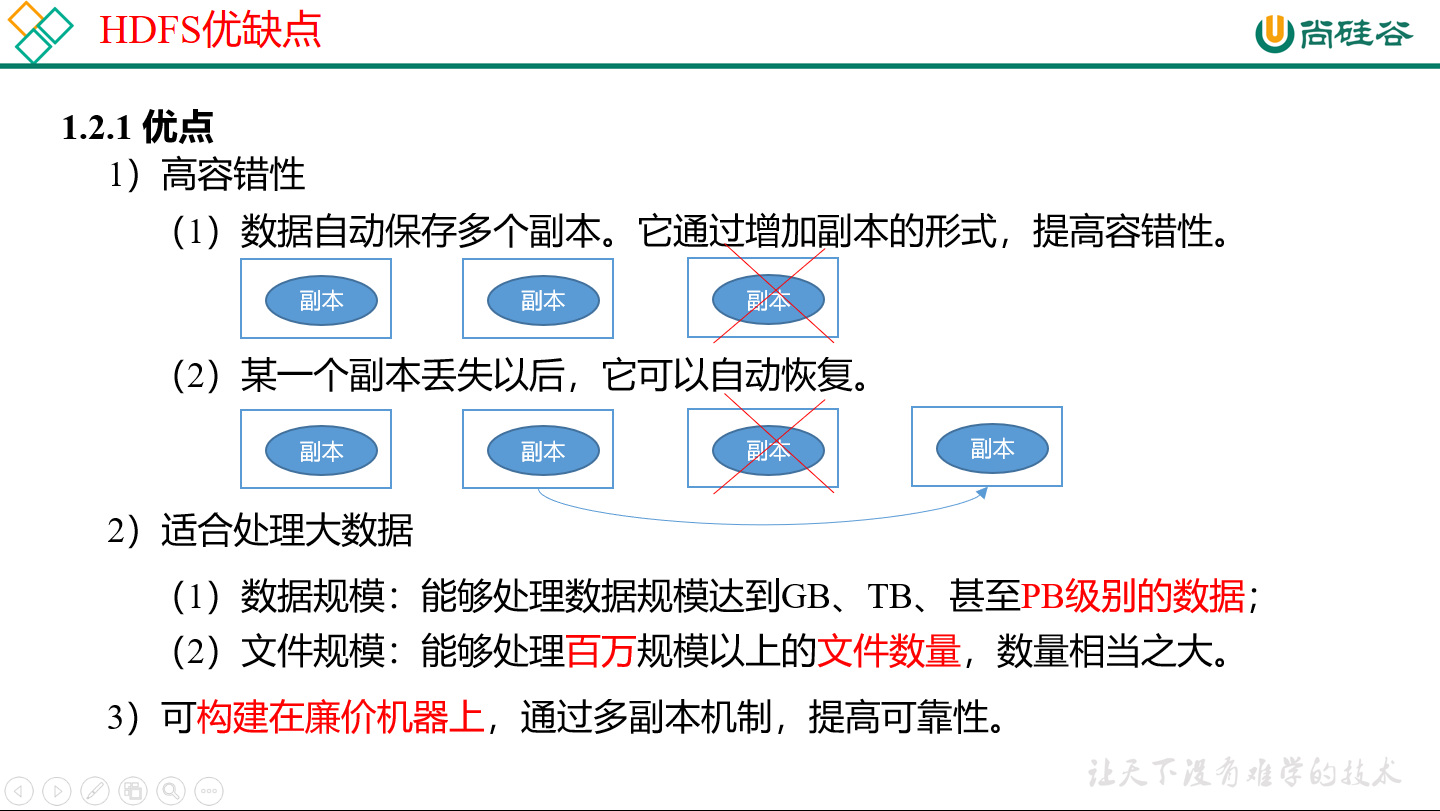 HDFS优缺点
尚硅谷
1.2.1 优点
1）高容错性
（1）数据自动保存多个副本。它通过增加副本的形式，提高容错性。
副本 副本 副本
（2）某一个副本丢失以后，它可以自动恢复。
副本 副本 副本 副本
2）适合处理大数据
（1）数据规模：能够处理数据规模达到GB、TB、甚至PB级别的数据；
（2）文件规模：能够处理百万规模以上的文件数量，数量相当之大。
3）可构建在廉价机器上，通过多副本机制，提高可靠性。
让天下没有难学的技术